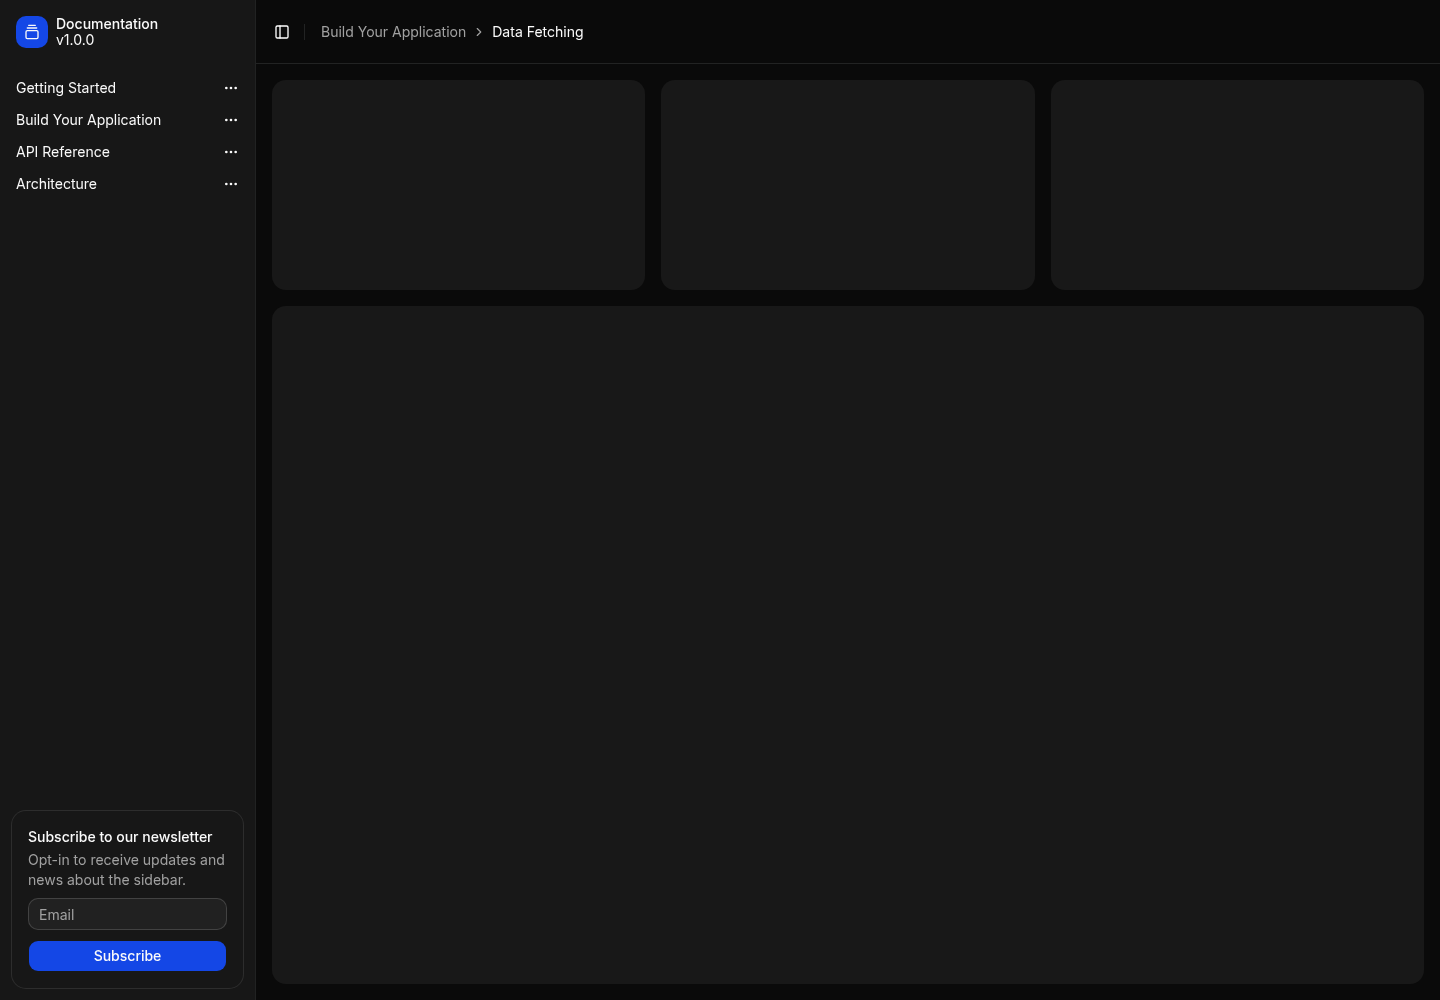 Documentation
v1.0.0
Getting Started
Build Your Application
API Reference
Architecture
Subscribe to our newsletter
Opt-in to receive updates and
news about the sidebar.
Email
Subscribe
Build Your Application
Data Fetching